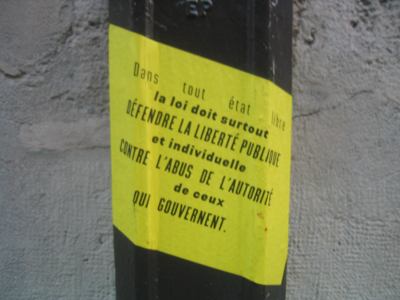 TEP
Dans tout état libre
la loi doit surtout
DÉFENDRE LA LIBERTÉ PUBLIQUE
et individuelle
CONTRE L'ABUS DE L'AUTORITÉ
de ceux
QUI GOUVERNENT.